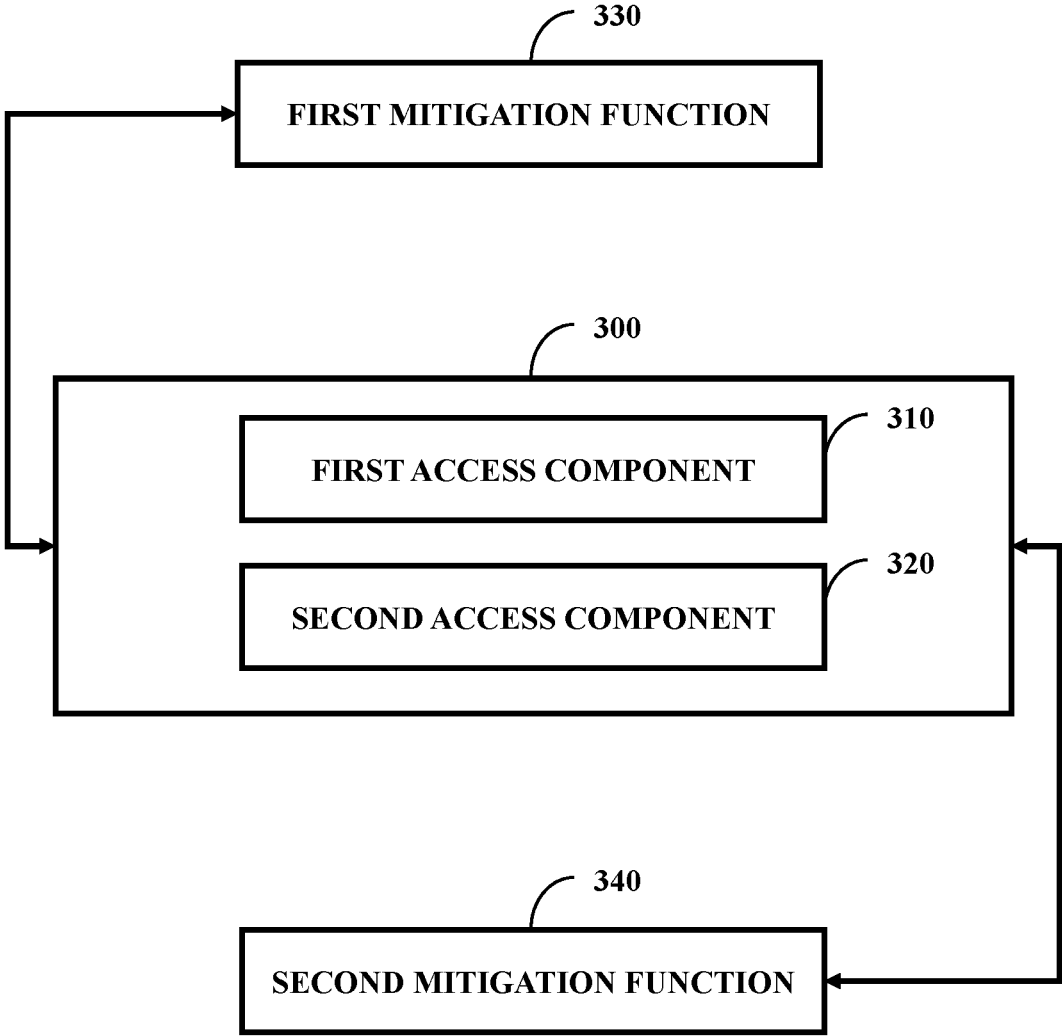 330
FIRST MITIGATION FUNCTION
300
310
FIRST ACCESS COMPONENT
320
SECOND ACCESS COMPONENT
340
SECOND MITIGATION FUNCTION